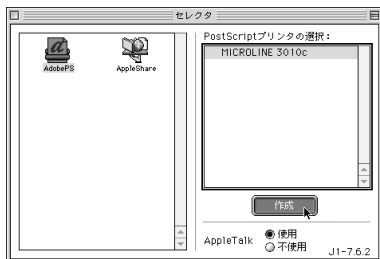 セレクタ
AdobePS
AppleShare
PostScriptプリンタの選択：
MICROLINE 3010c
作成
AppleTalk
使用
不使用
J1-7.6.2